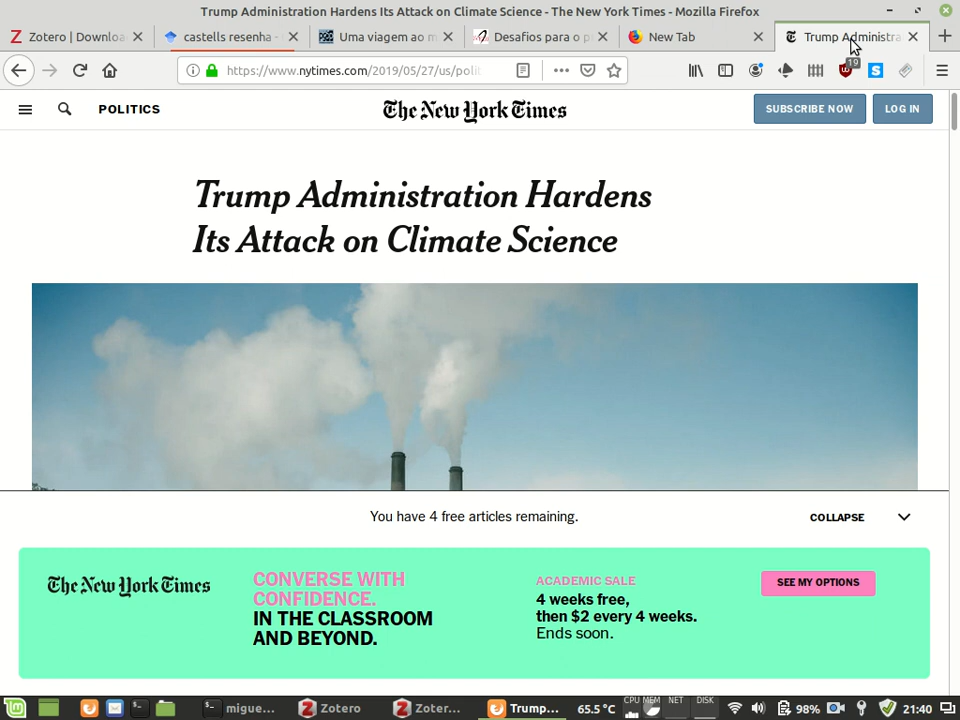 Trump Administration Hardens Its Attack on Climate Science - The New York Times - Mozilla Firefox
Zotero | Downloa
castells resenha -
Uma viagem ao m
Desafios para o p
New Tab
Trump Administra
https://www.nytimes.com/2019/05/27/us/polit
19
POLITICS
The New York Times
SUBSCRIBE NOW
LOG IN
Trump Administration Hardens
Its Attack on Climate Science
You have 4 free articles remaining.
COLLAPSE
The New York Times
CONVERSE WITH
CONFIDENCE.
IN THE CLASSROOM
AND BEYOND.
ACADEMIC SALE
4 weeks free,
then $2 every 4 weeks.
Ends soon.
SEE MY OPTIONS
migue...
Zotero
Zoter...
Trump...
65.5 °C
CPU MEM
NET
DISK
98%
21:40